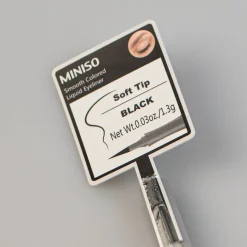 MINISO
Smooth Colored
Liquid Eyeliner
Soft Tip
BLACK
Net Wt.0.03oz./1.3g